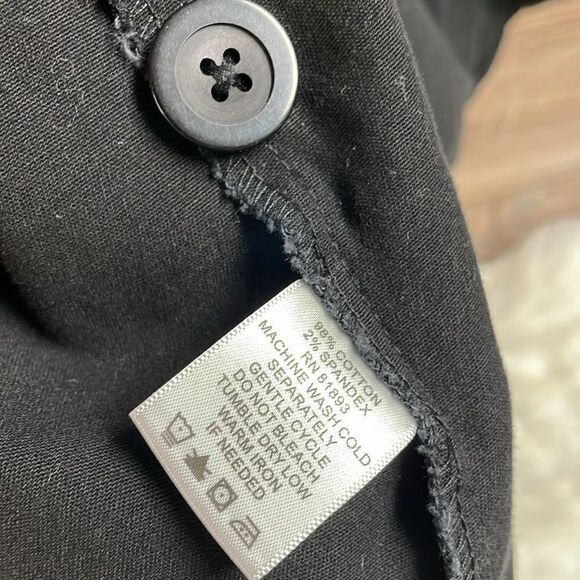 98% COTTON
2% SPANDEX
RN 61893
MACHINE WASH COLD
SEPARATELY
GENTLE CYCLE
DO NOT BLEACH
TUMBLE DRY LOW
WARM IRON
IF NEEDED